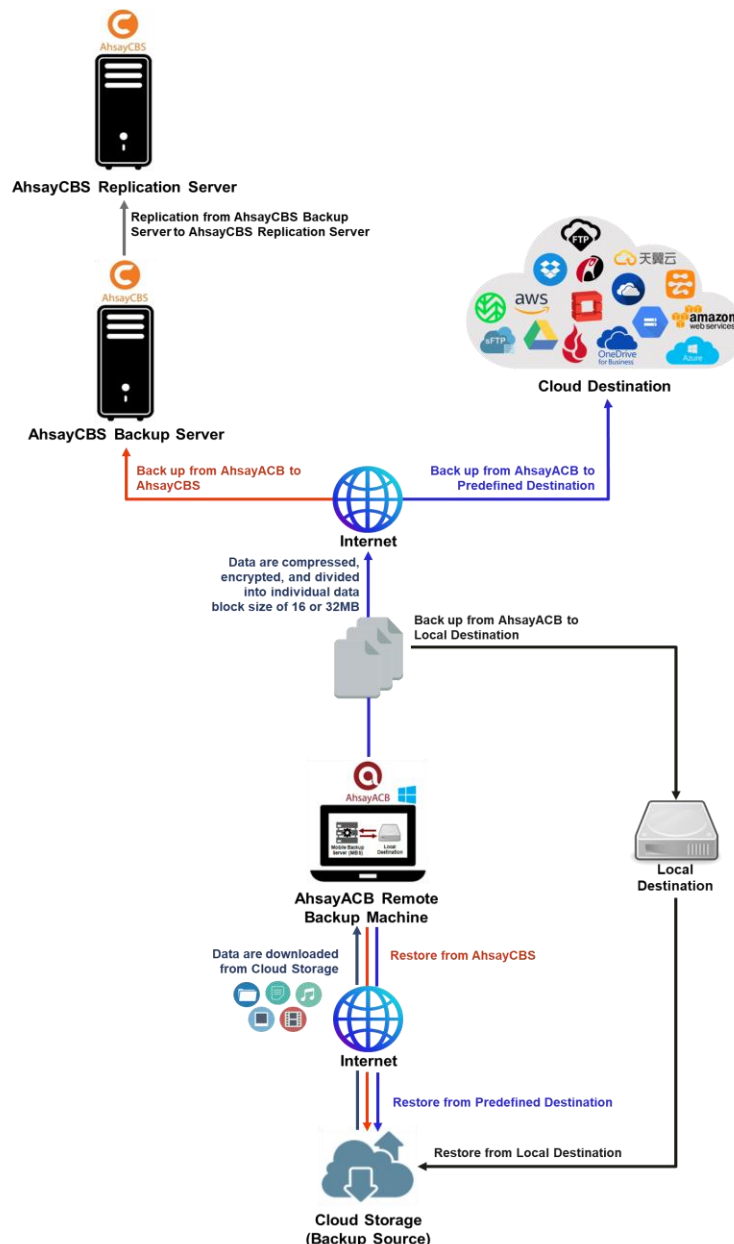 AhsayCBS
AhsayCBS Replication Server
Replication from AhsayCBS Backup
Server to AhsayCBS Replication Server
AhsayCBS
AhsayCBS Backup Server
FTP
天翼云
aws
amazon
web services
sFTP
OneDrive
for Business
Azure
Cloud Destination
Back up from AhsayACB to
AhsayCBS
Back up from AhsayACB to
Predefined Destination
Internet
Data are compressed,
encrypted, and divided
into individual data
block size of 16 or 32MB
Back up from AhsayACB to
Local Destination
AhsayACB
Mobile Backup
Server (MBS)
Local
Destination
AhsayACB Remote
Backup Machine
Local
Destination
Data are downloaded
from Cloud Storage
Restore from AhsayCBS
Internet
Restore from Predefined Destination
Restore from Local Destination
Cloud Storage
(Backup Source)